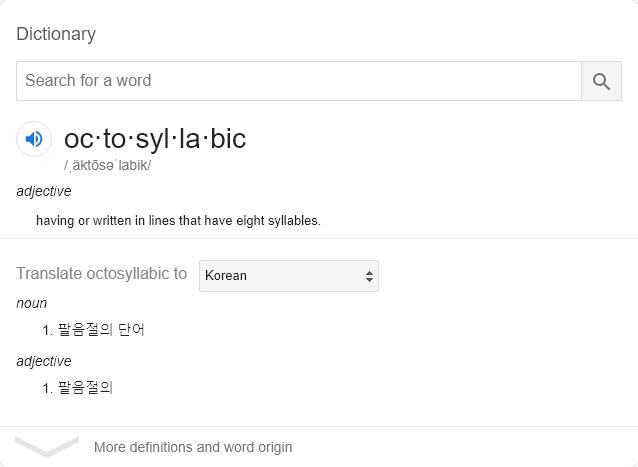 Dictionary
Search for a word
oc·to·syl·la·bic
/ˌäktōsəˈlabik/
adjective
having or written in lines that have eight syllables.
Translate octosyllabic to Korean
noun
1. 팔음절의 단어
adjective
1. 팔음절의
More definitions and word origin